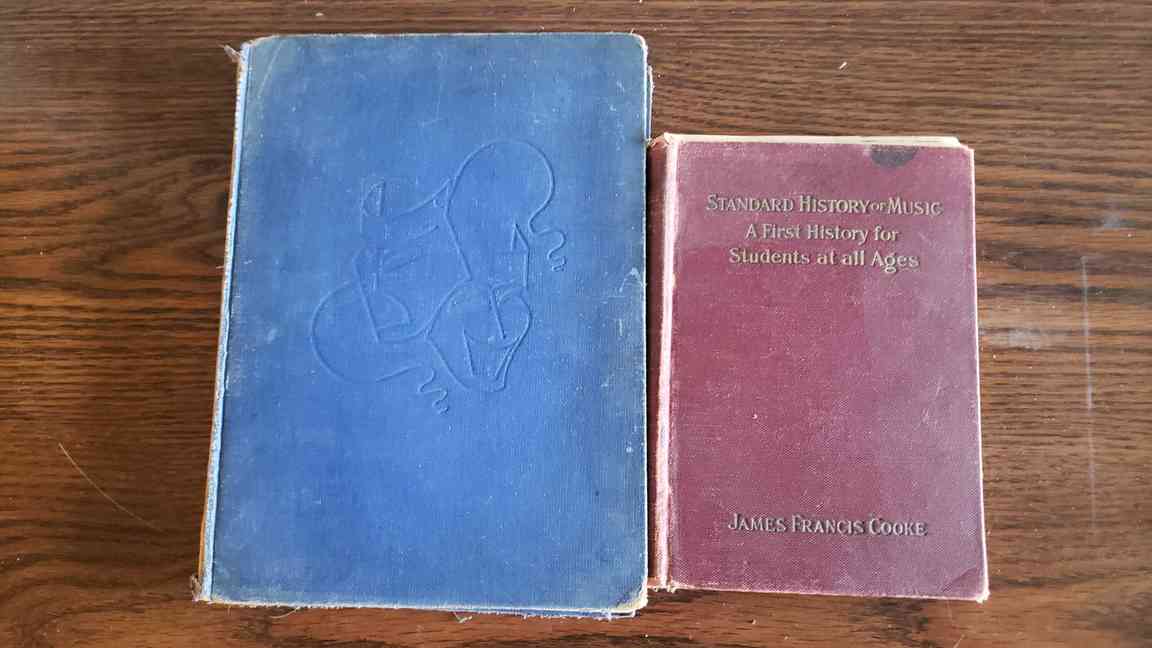 STANDARD HISTORY OF MUSIC
A First History for
Students at all Ages
JAMES FRANCIS COOKE